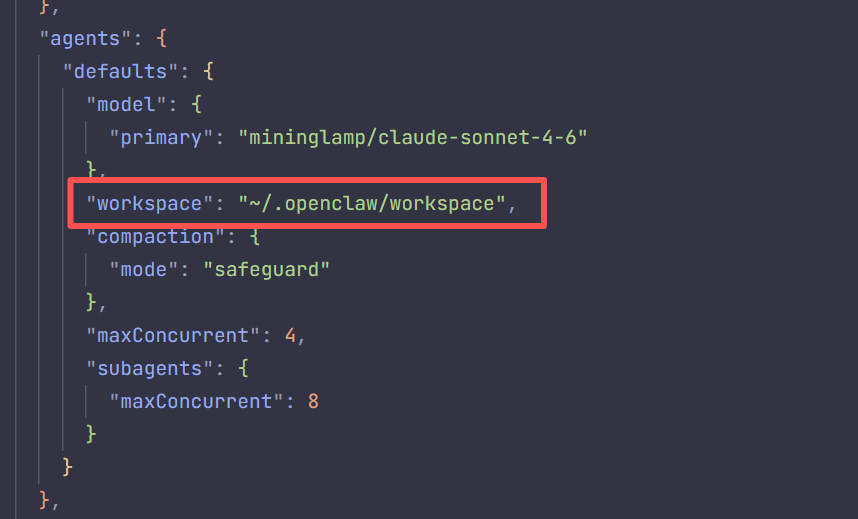 },
"agents": {
"defaults": {
"model": {
"primary": "mininglamp/claude-sonnet-4-6"
},
"workspace": "~/.openclaw/workspace",
"compaction": {
"mode": "safeguard"
},
"maxConcurrent": 4,
"subagents": {
"maxConcurrent": 8
}
}
},